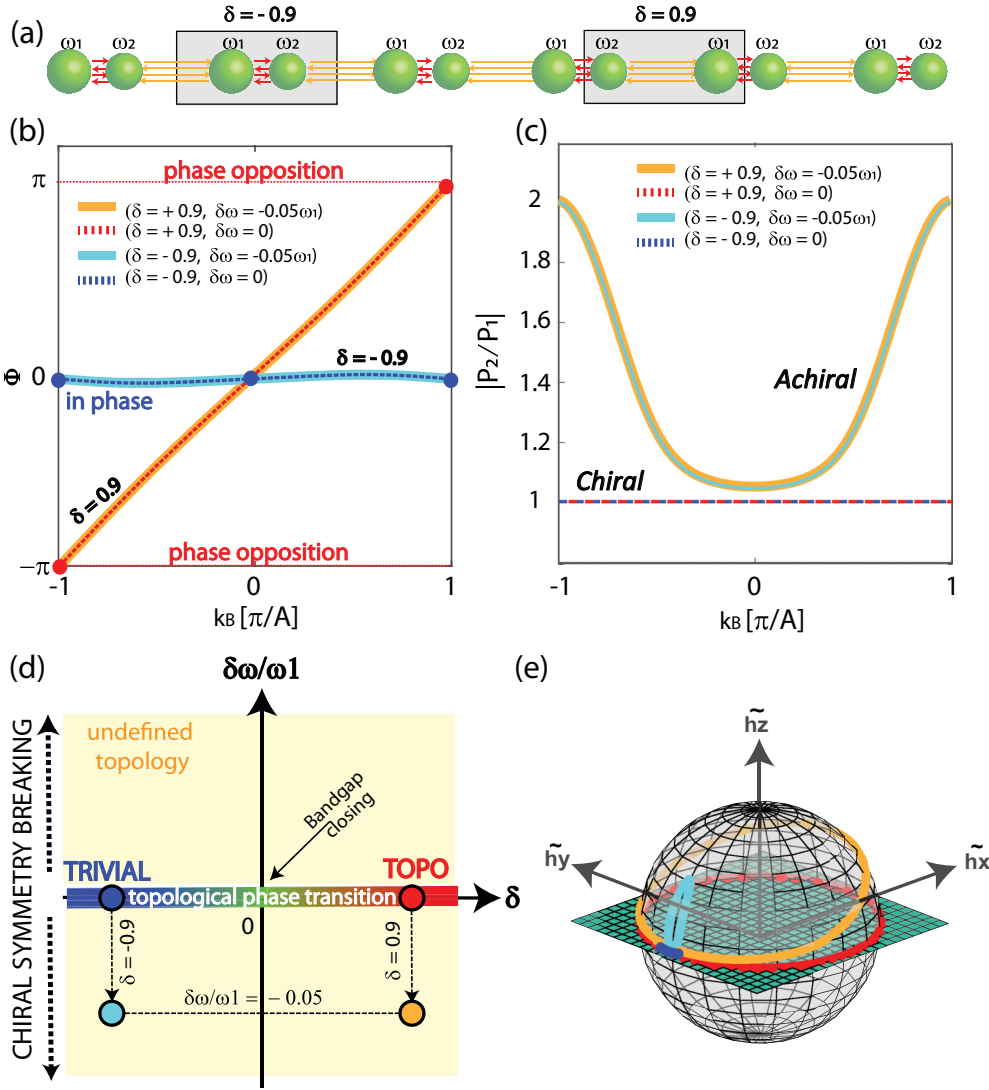 (a)
δ = - 0.9
δ = 0.9
ω1 ω2 ω1 ω2 ω1 ω2 ω1 ω2 ω1 ω2 ω1 ω2
(b)
phase opposition
π
(δ = + 0.9, δω = -0.05ω1)
(δ = + 0.9, δω = 0)
(δ = - 0.9, δω = -0.05ω1)
(δ = - 0.9, δω = 0)
δ = - 0.9
Φ
0
in phase
δ = 0.9
phase opposition
−π
-1 0 1
kB [π/A]
(c)
(δ = + 0.9, δω = -0.05ω1)
(δ = + 0.9, δω = 0)
(δ = - 0.9, δω = -0.05ω1)
(δ = - 0.9, δω = 0)
2
1.8
1.6
1.4
1.2
1
|P2/P1|
Achiral
Chiral
-1 0 1
kB [π/A]
(d)
δω/ω1
CHIRAL SYMMETRY BREAKING
undefined
topology
Bandgap
closing
TRIVIAL
TOPO
topological phase transition
δ
0
δ = -0.9
δ = 0.9
δω/ω1 = − 0.05
(e)
h̃z
h̃y
h̃x